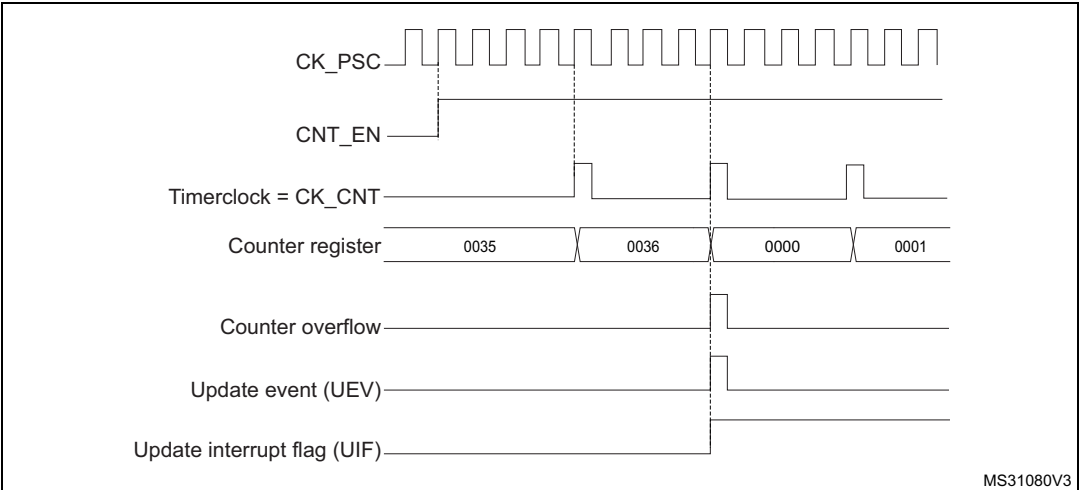 CK_PSC
CNT_EN
Timerclock = CK_CNT
Counter register
0035
0036
0000
0001
Counter overflow
Update event (UEV)
Update interrupt flag (UIF)
MS31080V3